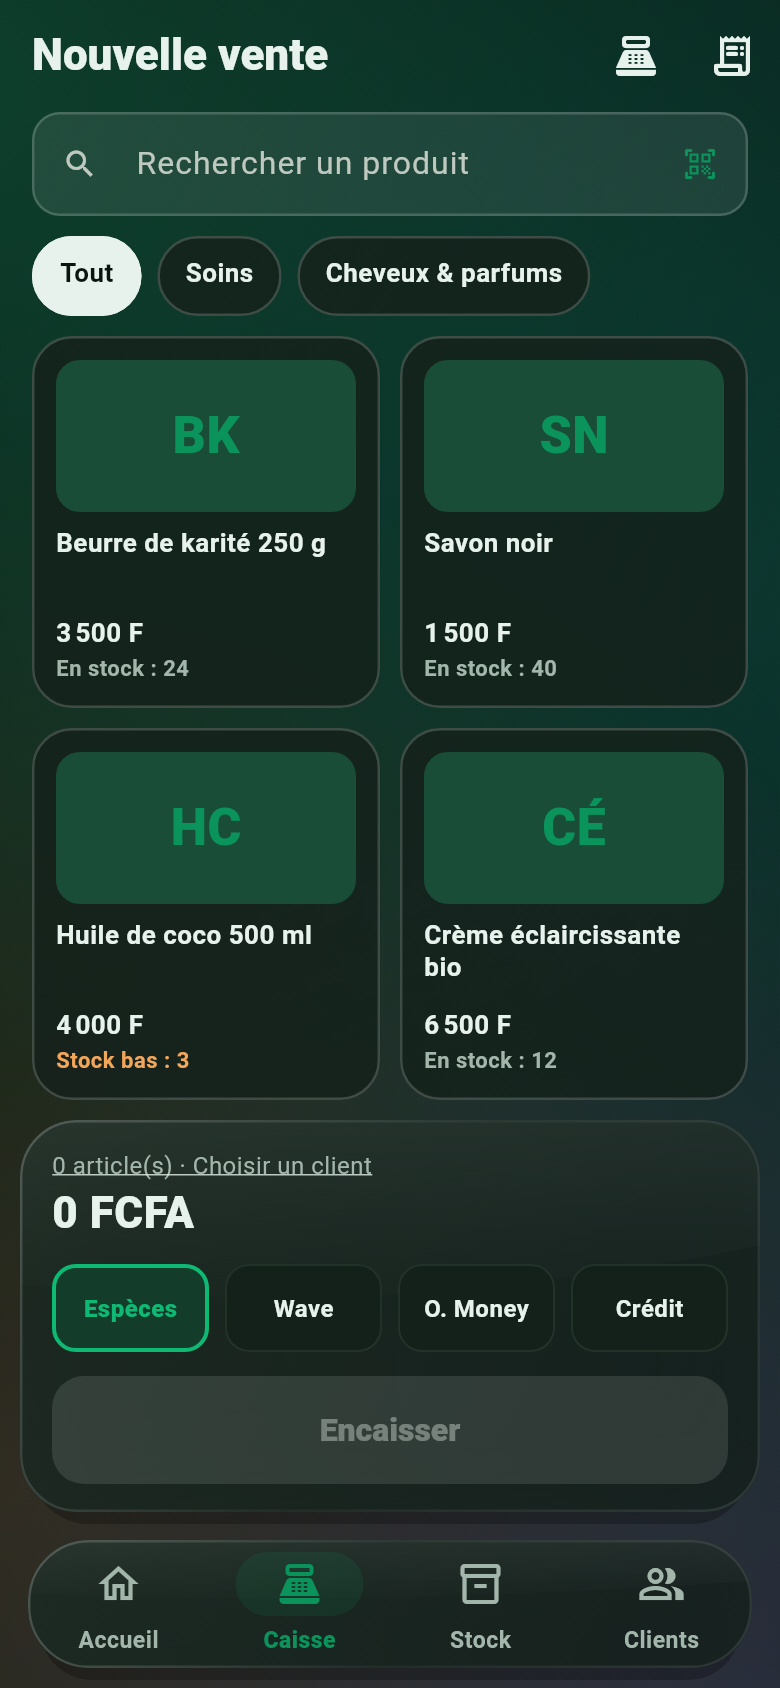 Nouvelle vente
Rechercher un produit
Tout
Soins
Cheveux & parfums
BK
SN
Beurre de karité 250 g
Savon noir
3 500 F
1 500 F
En stock : 24
En stock : 40
HC
CÉ
Huile de coco 500 ml
Crème éclaircissante
bio
4 000 F
6 500 F
Stock bas : 3
En stock : 12
0 article(s) · Choisir un client
0 FCFA
Espèces
Wave
O. Money
Crédit
Encaisser
Accueil
Caisse
Stock
Clients